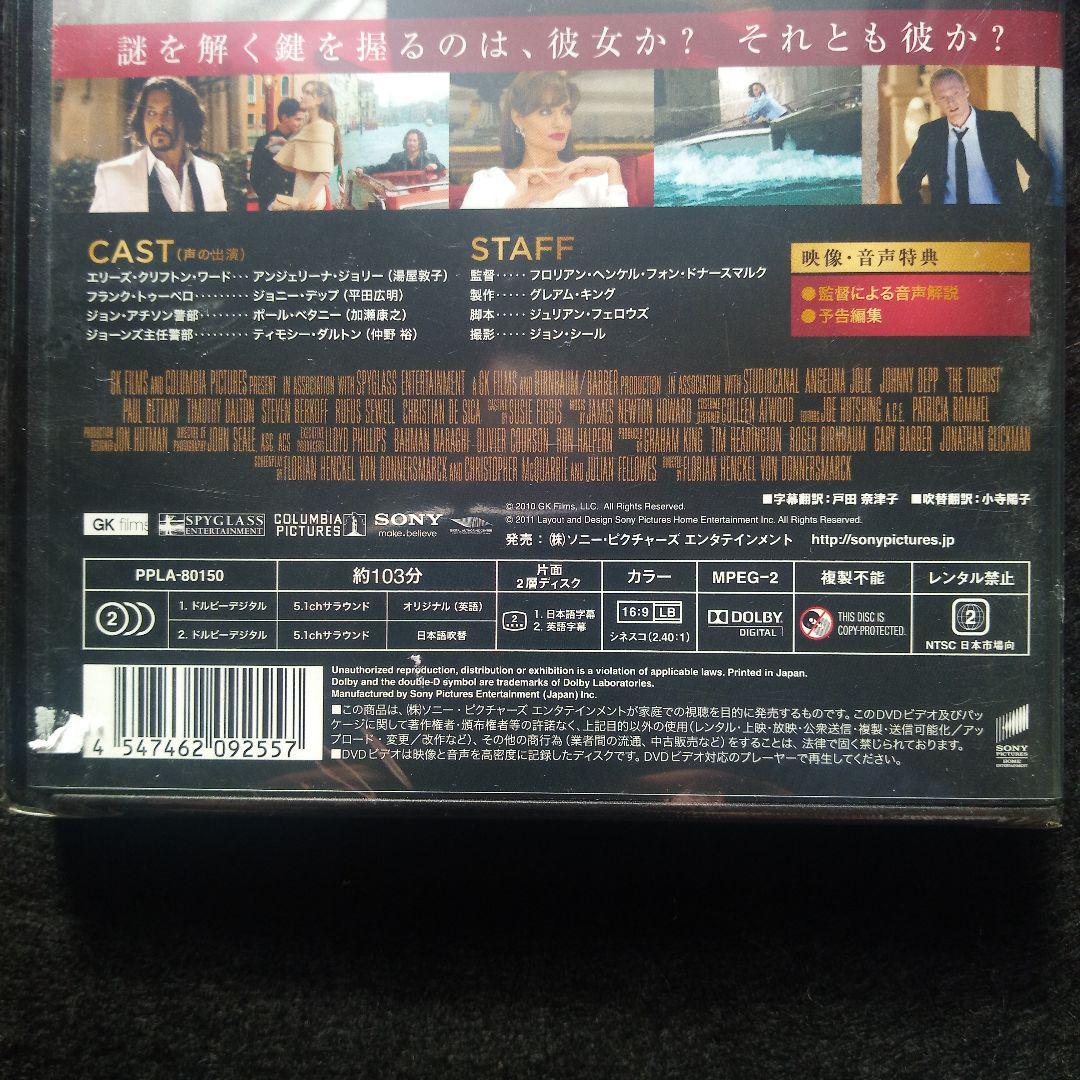 謎を解く鍵を握るのは、彼女か? それとも彼か?
CAST(声の出演)
エリーズ・クリフトン・ワード・・・アンジェリーナ・ジョリー(湯屋敦子)
フランク・トゥーペロ・・・・・・・・・ジョニー・デップ(平田広明)
ジョン・アチソン警部・・・・・・・・ポール・ベタニー(加瀬康之)
ジョーンズ主任警部・・・・・・・・・ティモシー・ダルトン(仲野 裕)
STAFF
監督・・・・・フロリアン・ヘンケル・フォン・ドナースマルク
製作・・・・・グレアム・キング
脚本・・・・・ジュリアン・フェロウズ
撮影・・・・・ジョン・シール
映像・音声特典
●監督による音声解説
●予告編集
GK FILMS AND COLUMBIA PICTURES PRESENT IN ASSOCIATION WITH SPYGLASS ENTERTAINMENT A GK FILMS AND BIRNBAUM/BARBER PRODUCTION IN ASSOCIATION WITH STUDIOCANAL ANGELINA JOLIE JOHNNY DEPP "THE TOURIST"
PAUL BETTANY TIMOTHY DALTON STEVEN BERKOFF RUFUS SEWELL CHRISTIAN DE SICA CASTING BY SUSIE FIGGIS MUSIC BY JAMES NEWTON HOWARD COLLEEN ATWOOD JOE HUTSHING A.C.E. PATRICIA ROMMEL
PRODUCTION DESIGNER JON HUTMAN DIRECTOR OF PHOTOGRAPHY JOHN SEALE, ASC, ACS EXECUTIVE PRODUCERS LLOYD PHILLIPS BAHMAN NARAGHI OLIVIER COURSON RON HALPERN PRODUCED BY GRAHAM KING TIM HEADINGTON ROGER BIRNBAUM GARY BARBER JONATHAN GLICKMAN
SCREENPLAY BY FLORIAN HENCKEL VON DONNERSMARCK AND CHRISTOPHER McQUARRIE AND JULIAN FELLOWES DIRECTED BY FLORIAN HENCKEL VON DONNERSMARCK
■字幕翻訳:戸田 奈津子 ■吹替翻訳:小寺陽子
GK films
SPYGLASS ENTERTAINMENT
COLUMBIA PICTURES
SONY make.believe
© 2010 GK Films, LLC. All Rights Reserved.
© 2011 Layout and Design Sony Pictures Home Entertainment Inc. All Rights Reserved.
発売:(株)ソニー・ピクチャーズ エンタテインメント http://sonypictures.jp
PPLA-80150 約103分 片面2層ディスク カラー MPEG-2 複製不能 レンタル禁止
2
1. ドルビーデジタル 5.1chサラウンド オリジナル(英語)
2. ドルビーデジタル 5.1chサラウンド 日本語吹替
2
1. 日本語字幕
2. 英語字幕
16:9 LB
シネスコ(2.40:1)
DOLBY DIGITAL
THIS DISC IS COPY-PROTECTED.
2
NTSC 日本市場向
4 547462 092557
Unauthorized reproduction, distribution or exhibition is a violation of applicable laws. Printed in Japan.
Dolby and the double-D symbol are trademarks of Dolby Laboratories.
Manufactured by Sony Pictures Entertainment (Japan) Inc.
■この商品は、(株)ソニー・ピクチャーズ エンタテインメントが家庭での視聴を目的に発売するものです。このDVDビデオ及びパッ
ケージに関して著作権者・頒布権者等の許諾なく、上記目的以外の使用(レンタル・上映・放映・公衆送信・複製・送信可能化/アッ
プロード・変更/改作など)、その他の商行為(業者間の流通、中古販売など)をすることは、法律で固く禁じられております。
■DVDビデオは映像と音声を高密度に記録したディスクです。DVDビデオ対応のプレーヤーで再生してください。
SONY
PICTURES
HOME
ENTERTAINMENT